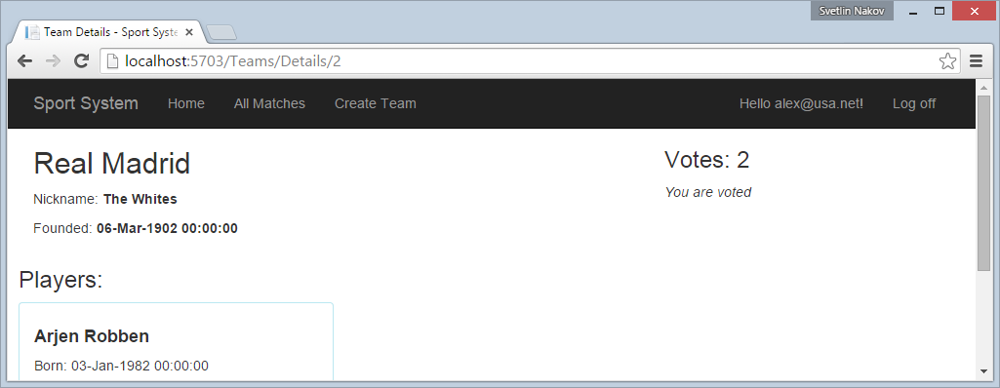 Svetlin Nakov
Team Details - Sport Syste
localhost:5703/Teams/Details/2
Sport System Home All Matches Create Team Hello alex@usa.net! Log off
Real Madrid
Votes: 2
Nickname: The Whites
You are voted
Founded: 06-Mar-1902 00:00:00
Players:
Arjen Robben
Born: 03-Jan-1982 00:00:00